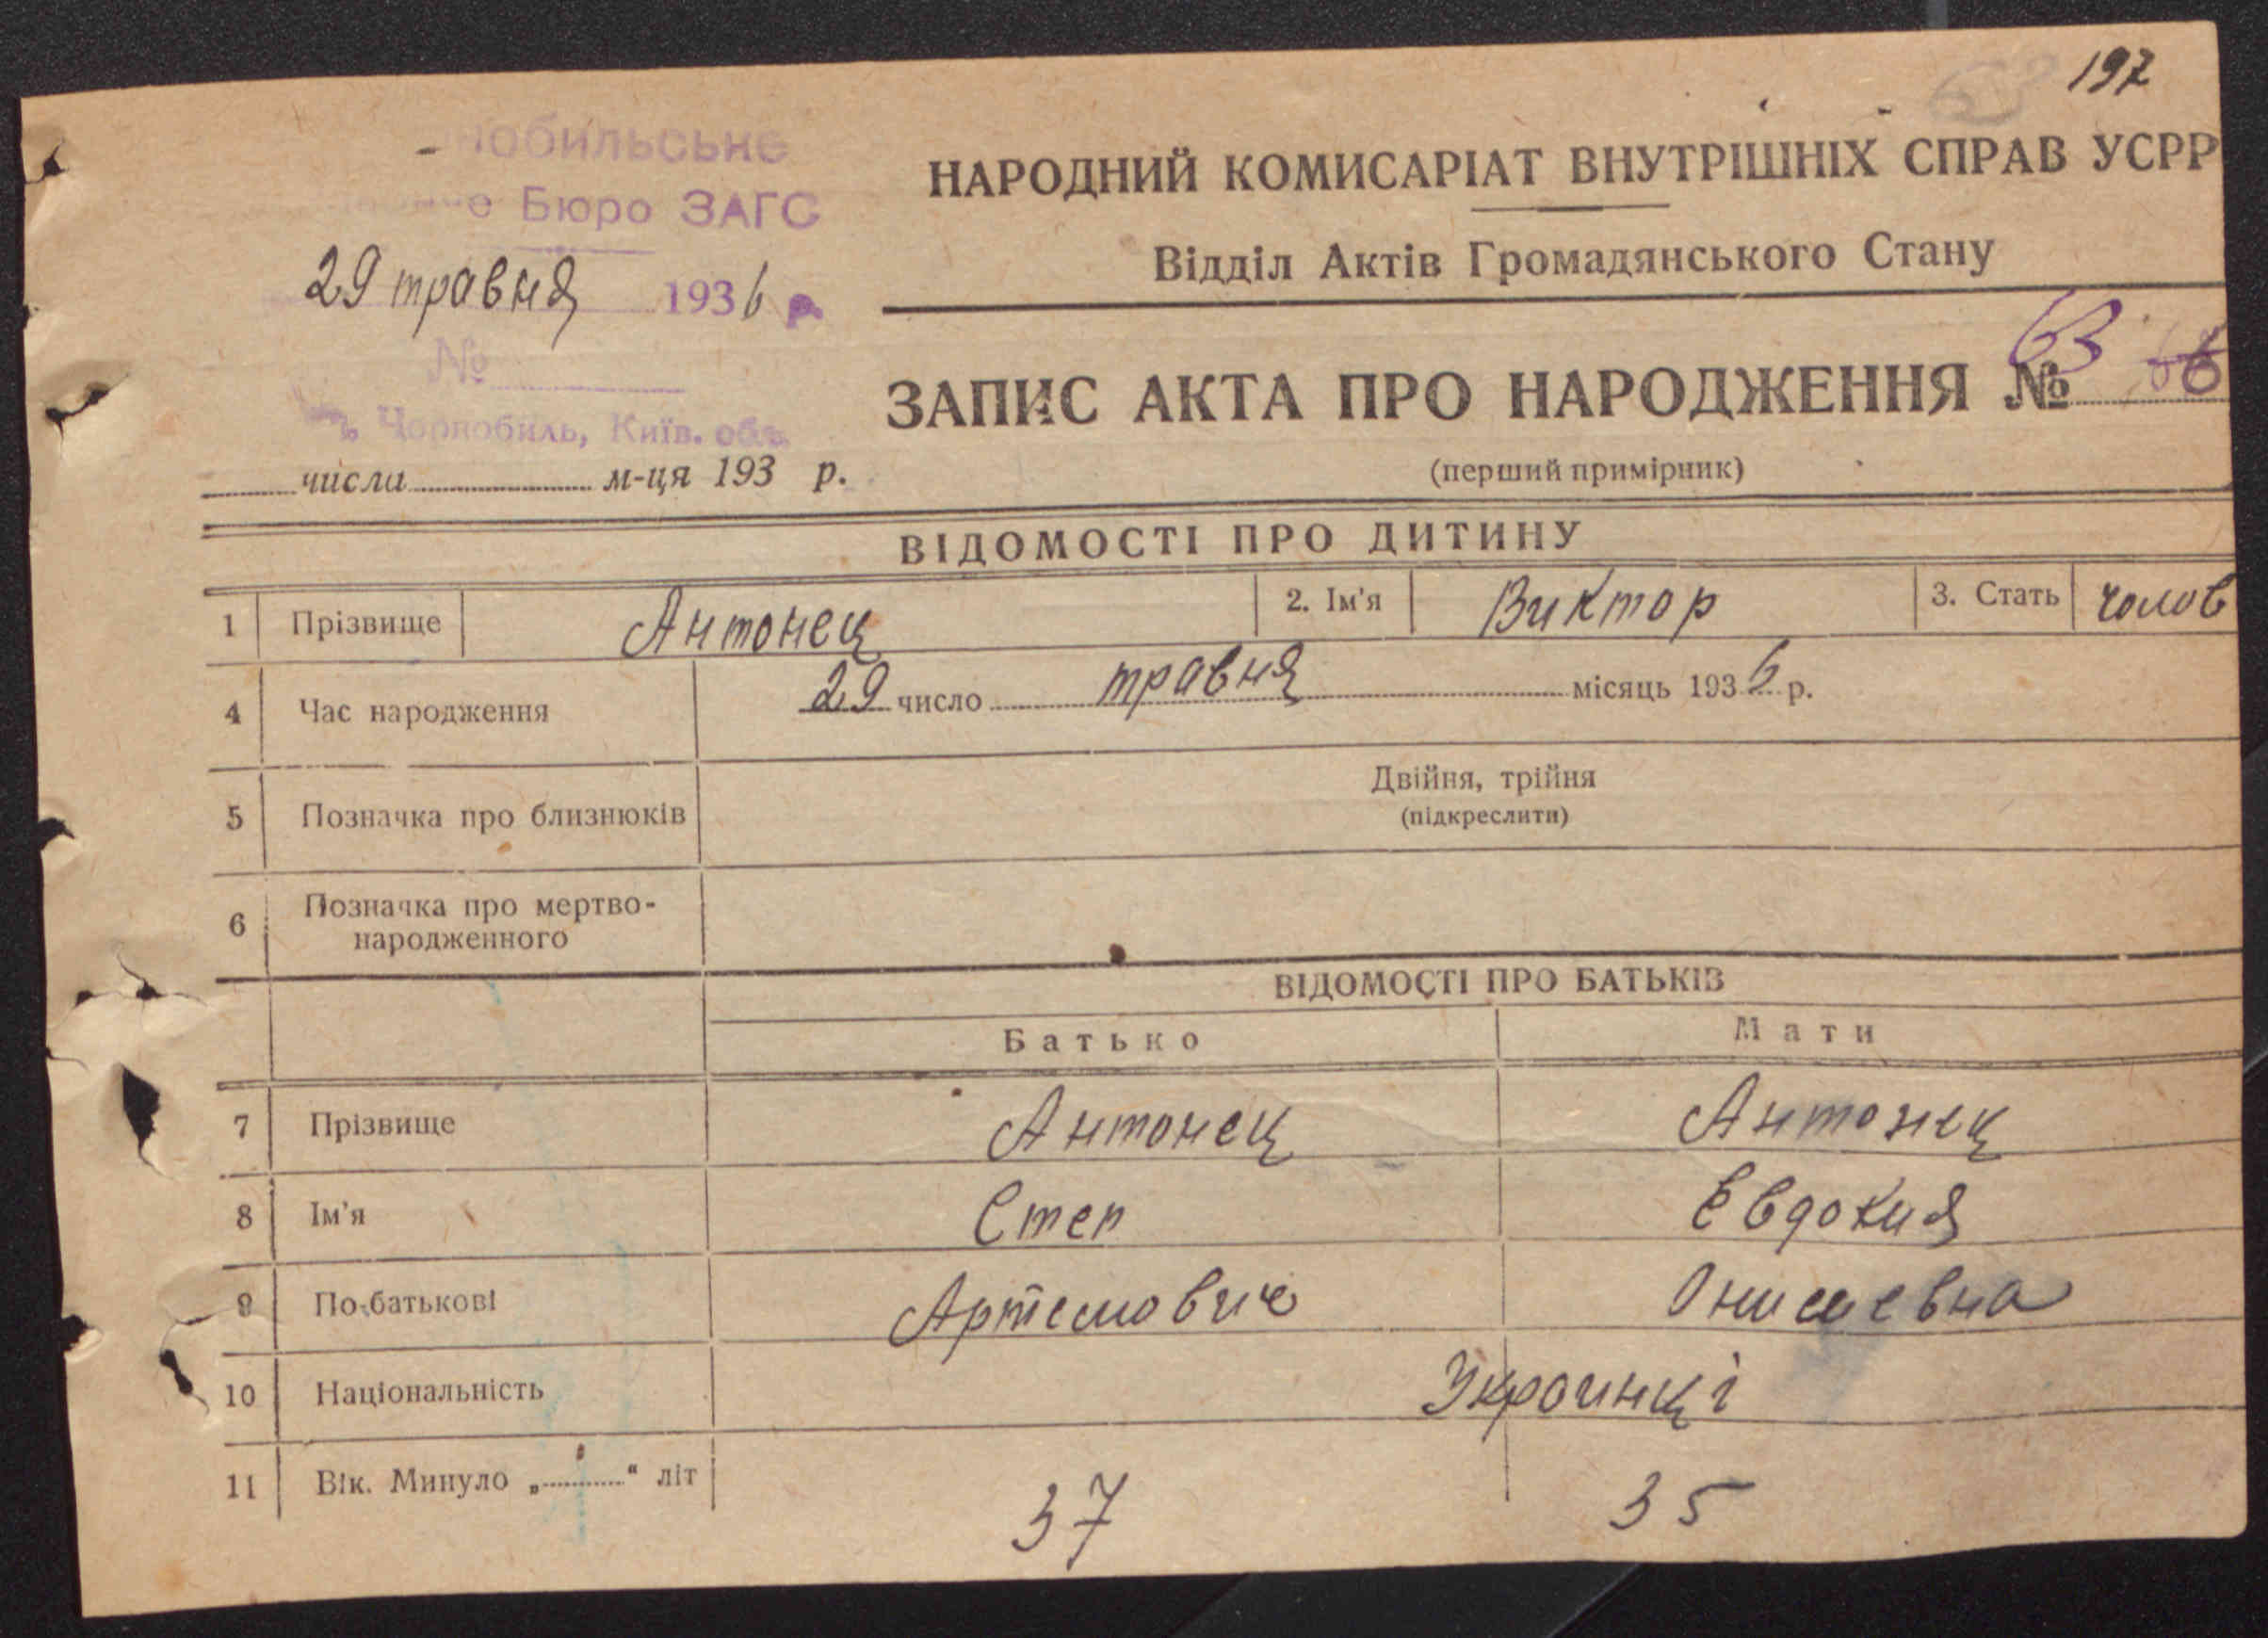 197
НАРОДНИЙ КОМИСАРІАТ ВНУТРІШНІХ СПРАВ УСРР
Відділ Актів Громадянського Стану
нобильське
е Бюро ЗАГС
29 травня 1936 р.
№
Чорнобиль, Київ. обл.
числа м-ця 193 р.
63
ЗАПИС АКТА ПРО НАРОДЖЕННЯ №
(перший примірник)
ВІДОМОСТІ ПРО ДИТИНУ
1 Прізвище Антонец 2. Ім'я Виктор 3. Стать чолов
4 Час народження 29 число травня місяць 1936 р.
5 Позначка про близнюків Двійня, трійня
(підкреслити)
6 Позначка про мертво-
народженного
ВІДОМОСТІ ПРО БАТЬКІВ
Батько Мати
7 Прізвище Антонец Антонец
8 Ім'я Степ Евдокия
9 По-батькові Артемович Онисеевна
10 Національність Украинці
11 Вік. Минуло „ “ літ 37 35